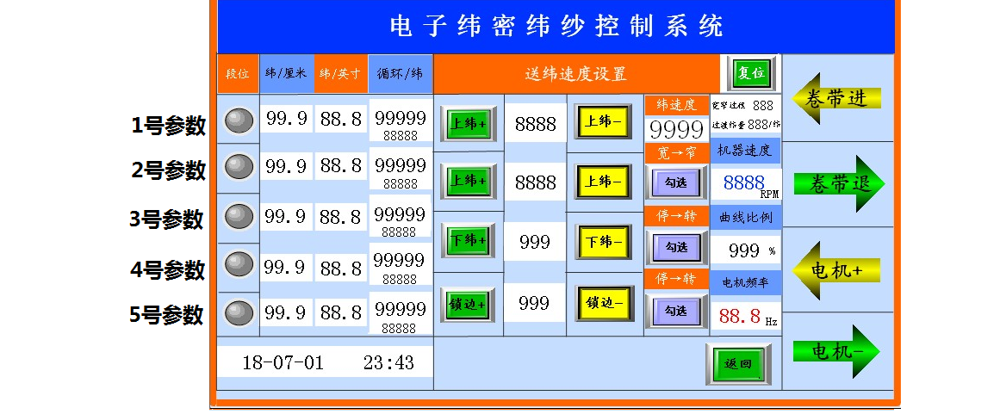 电子纬密纬纱控制系统
段位 纬/厘米 纬/英寸 循环/纬 送纬速度设置 复位
1号参数 99.9 88.8 99999 88888
2号参数 99.9 88.8 99999 88888
3号参数 99.9 88.8 99999 88888
4号参数 99.9 88.8 99999 88888
5号参数 99.9 88.8 99999 88888
18-07-01 23:43
上纬+ 8888 上纬-
上纬+ 8888 上纬-
下纬+ 999 下纬-
锁边+ 999 锁边-
纬速度
9999
宽→窄
勾选
停→转
勾选
停→转
勾选
宽窄过程 888
过渡纬量 888/纬
机器速度
8888 RPM
曲线比例
999 %
电机频率
88.8 Hz
返回
卷带进
卷带退
电机+
电机-